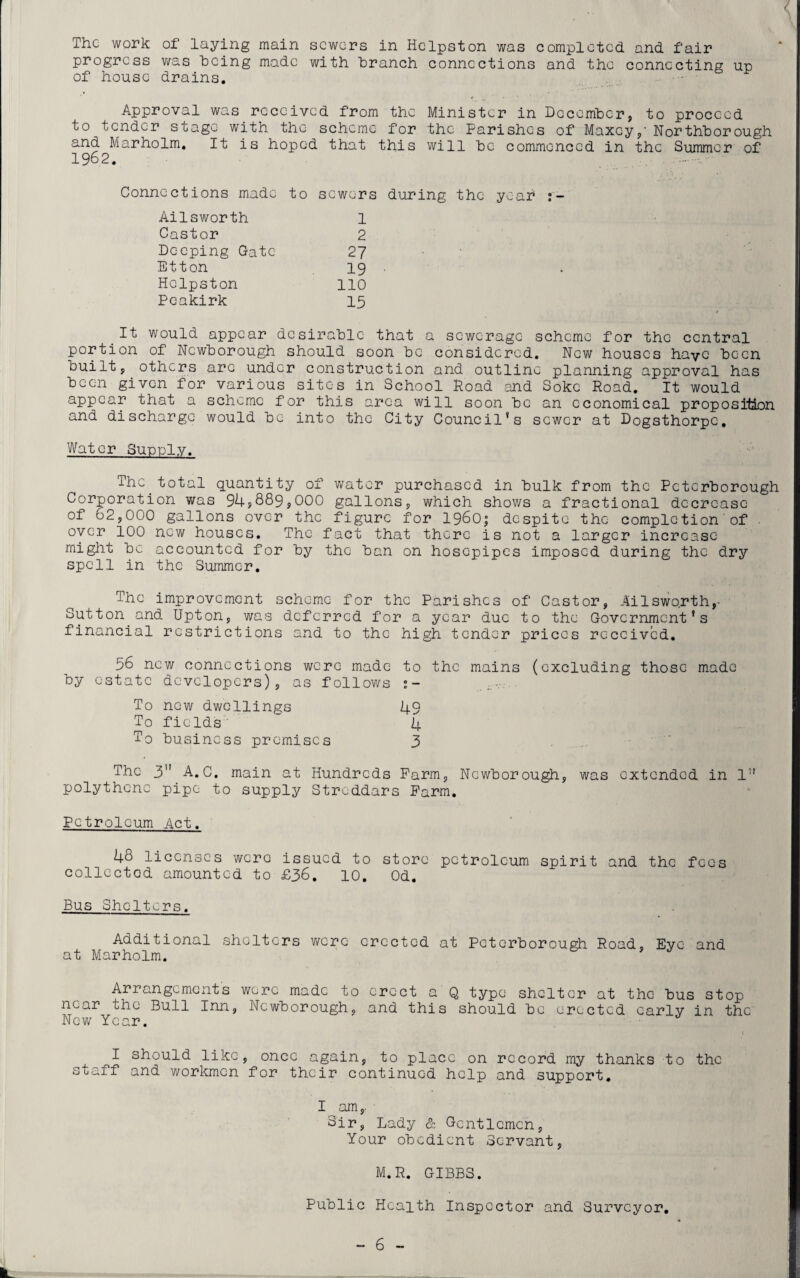 The work of laying main sewers in Helpston was completed and fair
progress was being made with branch connections and the connecting up
of house drains.
Approval was received from the Minister in December, to proceed
to tender stage with the scheme for the Parishes of Maxey, Northborough
and Marholm. It is hoped that this will be commenced in the Summer of
1962.
Connections made to sewers during the year :-
Ailsworth 1
Castor 2
Deeping Gate 27
Etton 19
Helpston 110
Peakirk 15
It would appear desirable that a sewerage scheme for the central
portion of Newborough should soon be considered. New houses have been
built, others are under construction and outline planning approval has
been given for various sites in School Road and Soke Road. It would
appear that a scheme for this area will soon be an economical proposition
and discharge would be into the City Council's sewer at Dogsthorpe.
Water Supply.
The total quantity of water purchased in bulk from the Peterborough
Corporation was 94,889,000 gallons, which shows a fractional decrease
of 62,000 gallons over the figure for 1960; despite the completion of
over 100 new houses. The fact that there is not a larger increase
might be accounted for by the ban on hosepipes imposed during the dry
spell in the Summer.
The improvement scheme for the Parishes of Castor, Ailsworth,
Sutton and Upton, was deferred for a year due to the Government's
financial restrictions and to the high tender prices received.
56 new connections were made to the mains (excluding those made
by estate developers), as follows :-
To new dwellings 49
To fields 4
To business premises 3
The 3" A.C. main at Hundreds Farm, Newborough, was extended in 1"
polythene pipe to supply Streddars Farm.
Petroleum Act.
48 licenses were issued to store petroleum spirit and the fees
collected amounted to £36. 10. 0d.
Bus Shelters.
Additional shelters were erected at Peterborough Road, Eye and
at Marholm.
Arrangements were made to erect a Q type shelter at the bus stop
near the Bull Inn, Newborough, and this should be erected early in the
New Year.
I should like, once again, to place on record my thanks to the
staff and workmen for their continued help and support.
I am,
Sir, Lady & Gentlemen,
Your obedient Servant,
M.R. GIBBS.
Public Health Inspector and Surveyor.
- 6 -